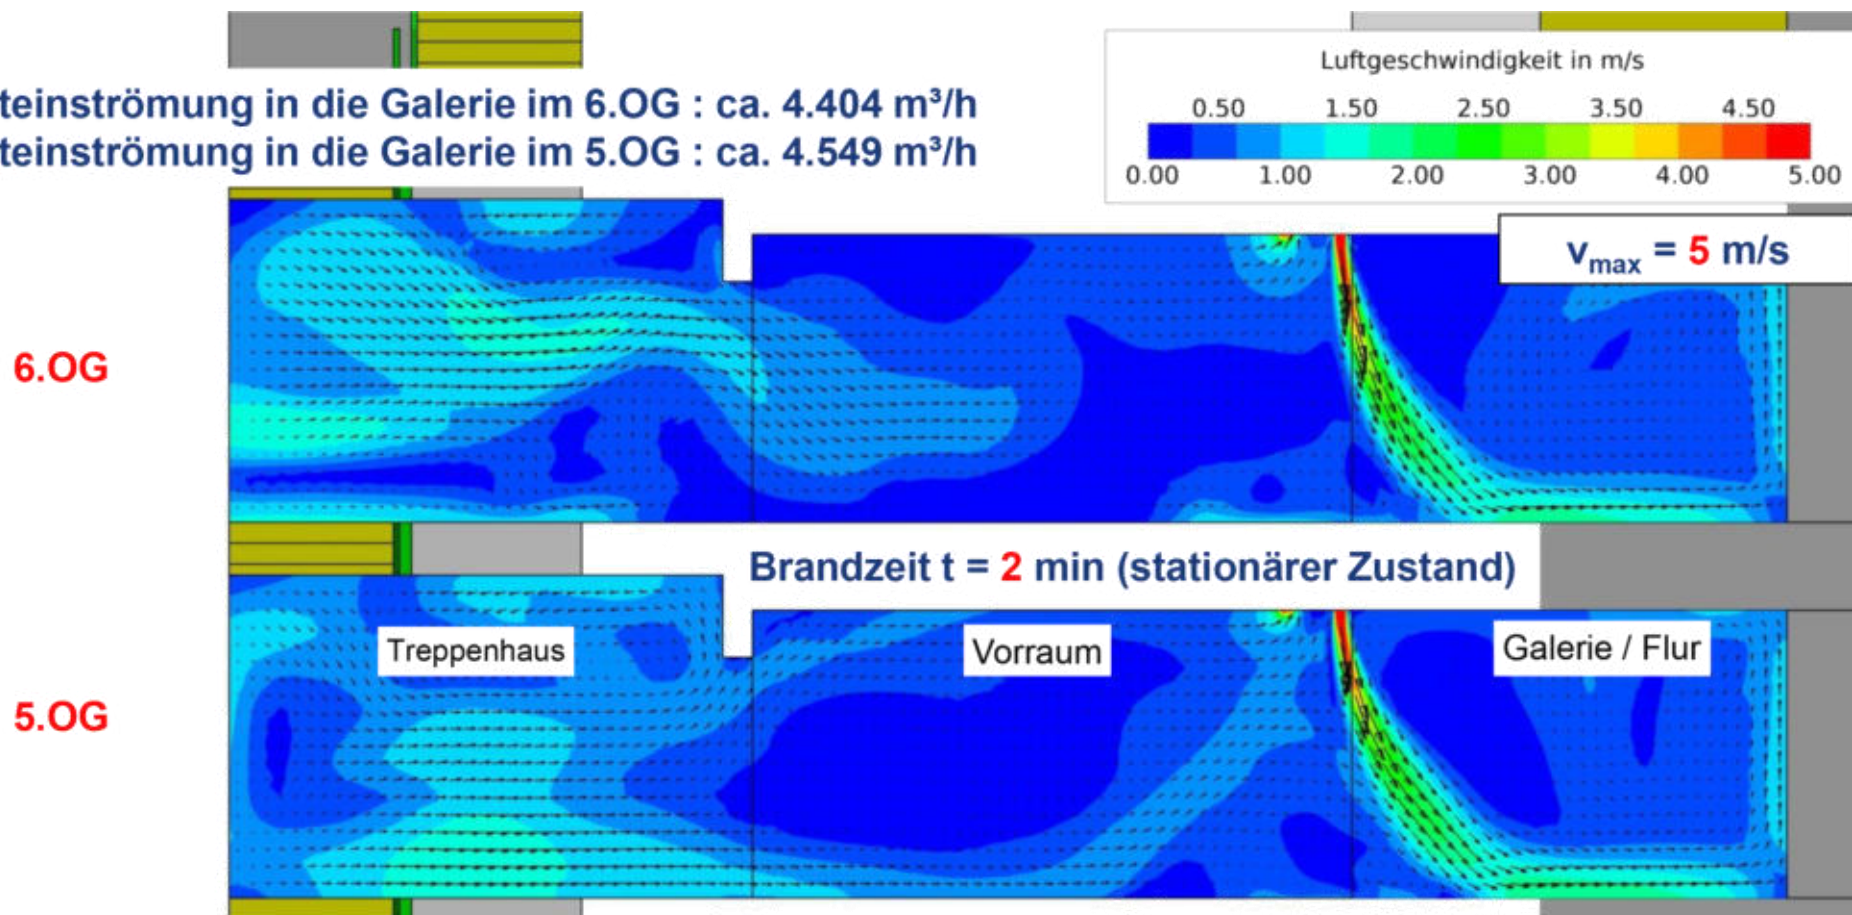 Luftgeschwindigkeit in m/s
teinströmung in die Galerie im 6.OG : ca. 4.404 m³/h
0.50 1.50 2.50 3.50 4.50
teinströmung in die Galerie im 5.OG : ca. 4.549 m³/h
0.00 1.00 2.00 3.00 4.00 5.00
vmax = 5 m/s
6.OG
Brandzeit t = 2 min (stationärer Zustand)
Treppenhaus Vorraum Galerie / Flur
5.OG